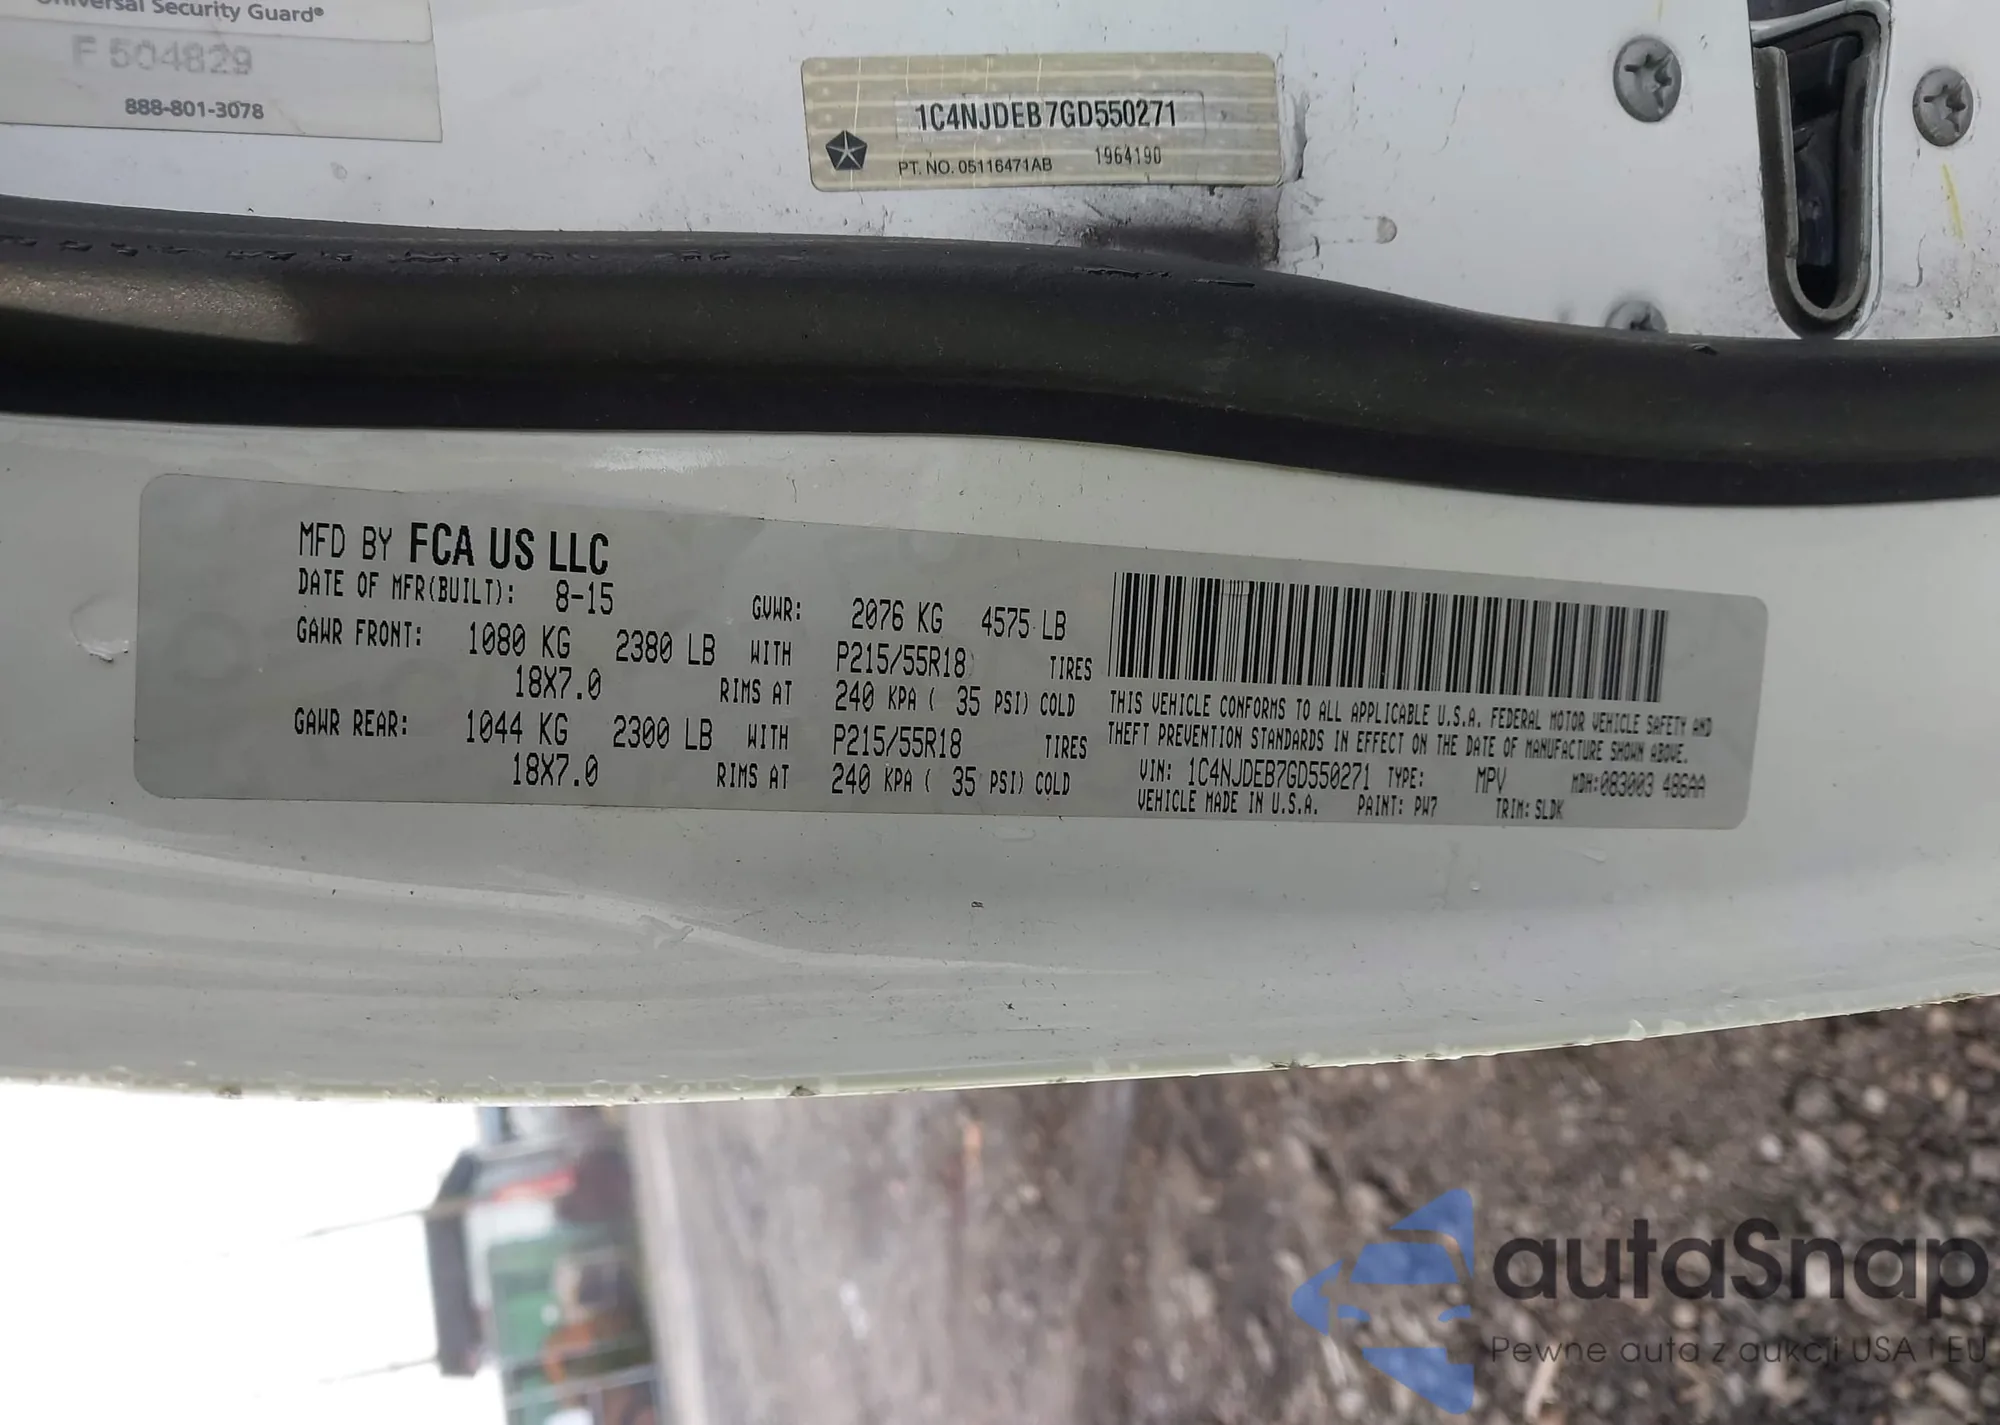 Universal Security Guard®
F 504829
888-801-3078
1C4NJDEB7GD550271
PT. NO. 05116471AB 1964190
MFD BY FCA US LLC
DATE OF MFR(BUILT): 8-15 GVWR: 2076 KG 4575 LB
GAWR FRONT: 1080 KG 2380 LB WITH P215/55R18 TIRES
18X7.0 RIMS AT 240 KPA ( 35 PSI) COLD
GAWR REAR: 1044 KG 2300 LB WITH P215/55R18 TIRES
18X7.0 RIMS AT 240 KPA ( 35 PSI) COLD
THIS VEHICLE CONFORMS TO ALL APPLICABLE U.S.A. FEDERAL MOTOR VEHICLE SAFETY AND
THEFT PREVENTION STANDARDS IN EFFECT ON THE DATE OF MANUFACTURE SHOWN ABOVE.
VIN: 1C4NJDEB7GD550271 TYPE: MPV MDH:083003 486AA
VEHICLE MADE IN U.S.A. PAINT: PW7 TRIM: SLDK
autaSnap
Pewne auta z aukcji USA i EU